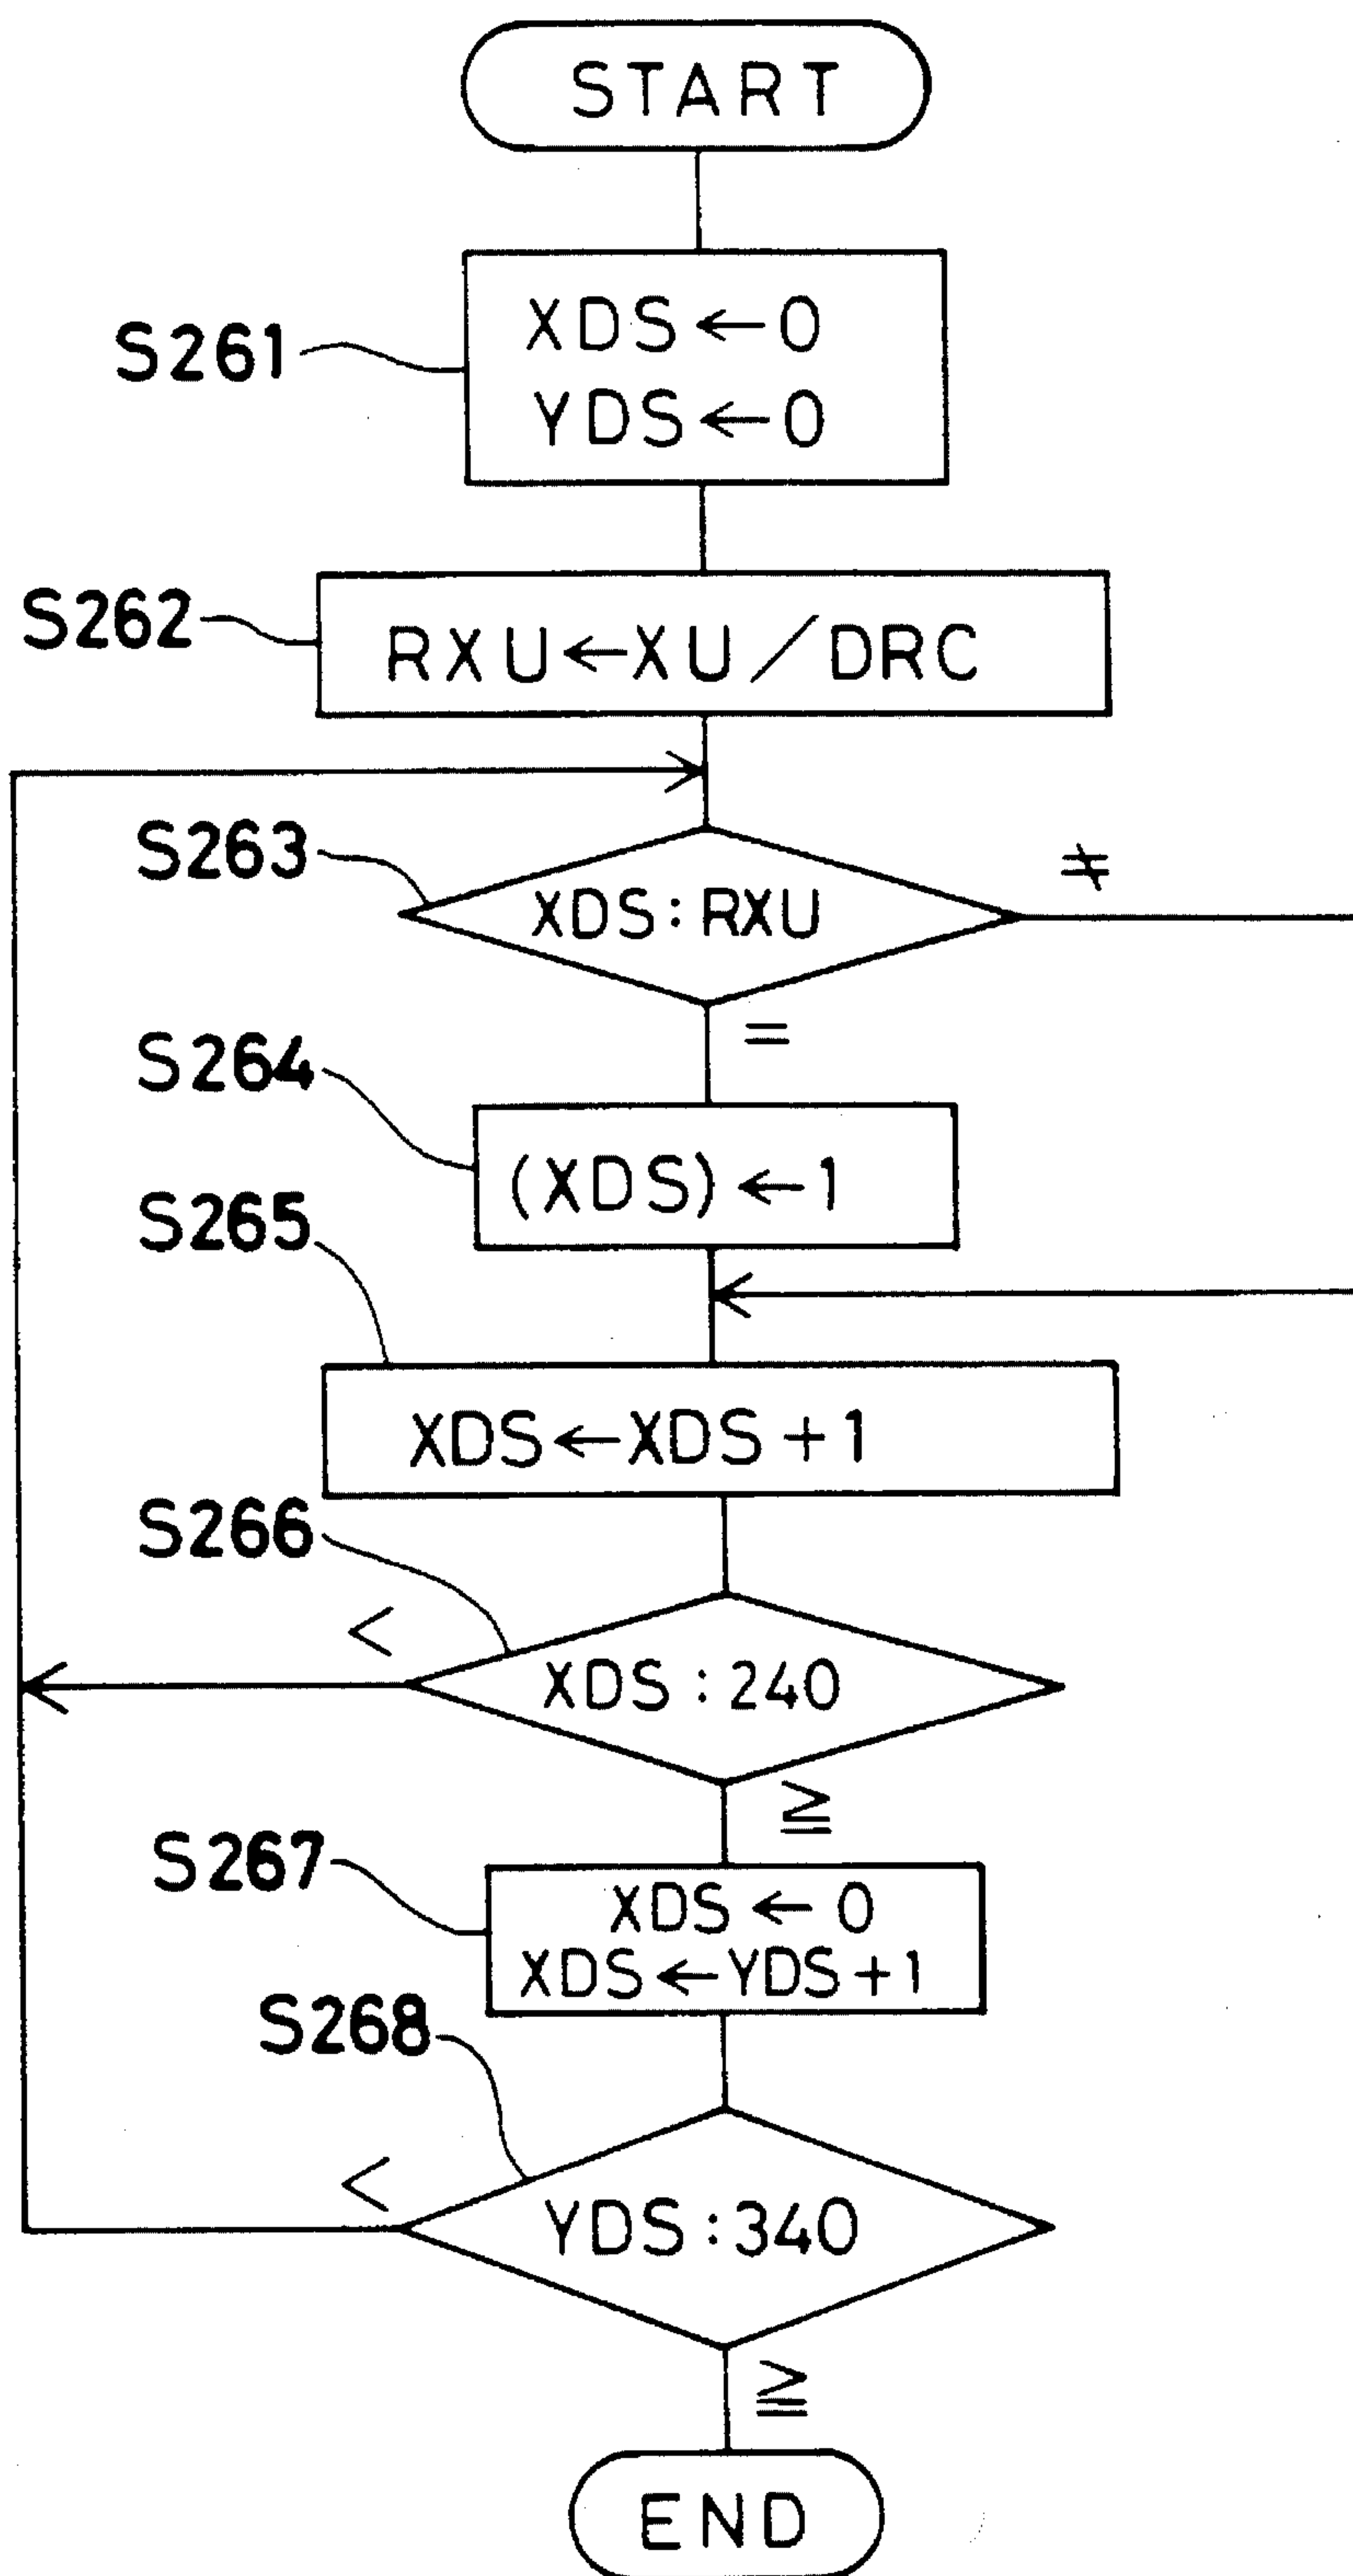 START
S261
XDS←0
YDS←0
S262
RXU←XU/DRC
S263
XDS:RXU
≠
=
S264
(XDS)←1
S265
XDS←XDS+1
S266
<
XDS:240
≧
S267
XDS←0
XDS←YDS+1
S268
<
YDS:340
≧
END